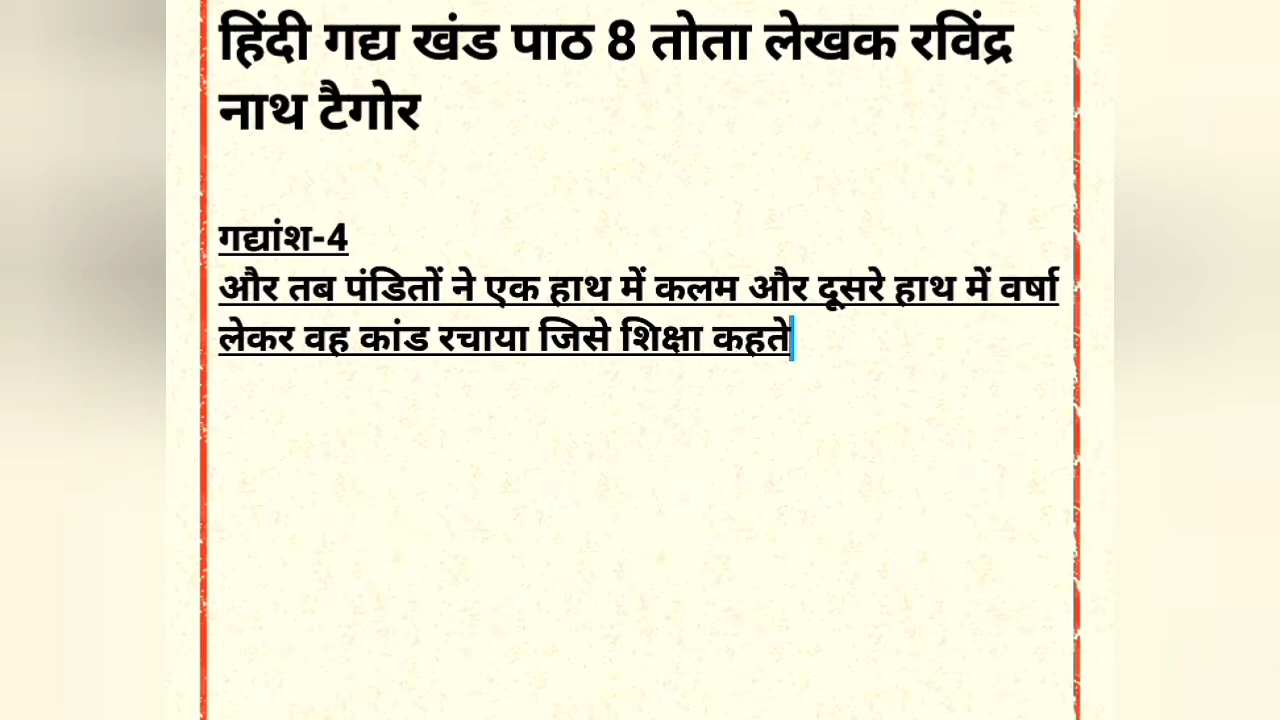 हिंदी गद्य खंड पाठ 8 तोता लेखक रविंद्र
नाथ टैगोर
गद्यांश-4
और तब पंडितों ने एक हाथ में कलम और दूसरे हाथ में वर्षा
लेकर वह कांड रचाया जिसे शिक्षा कहते